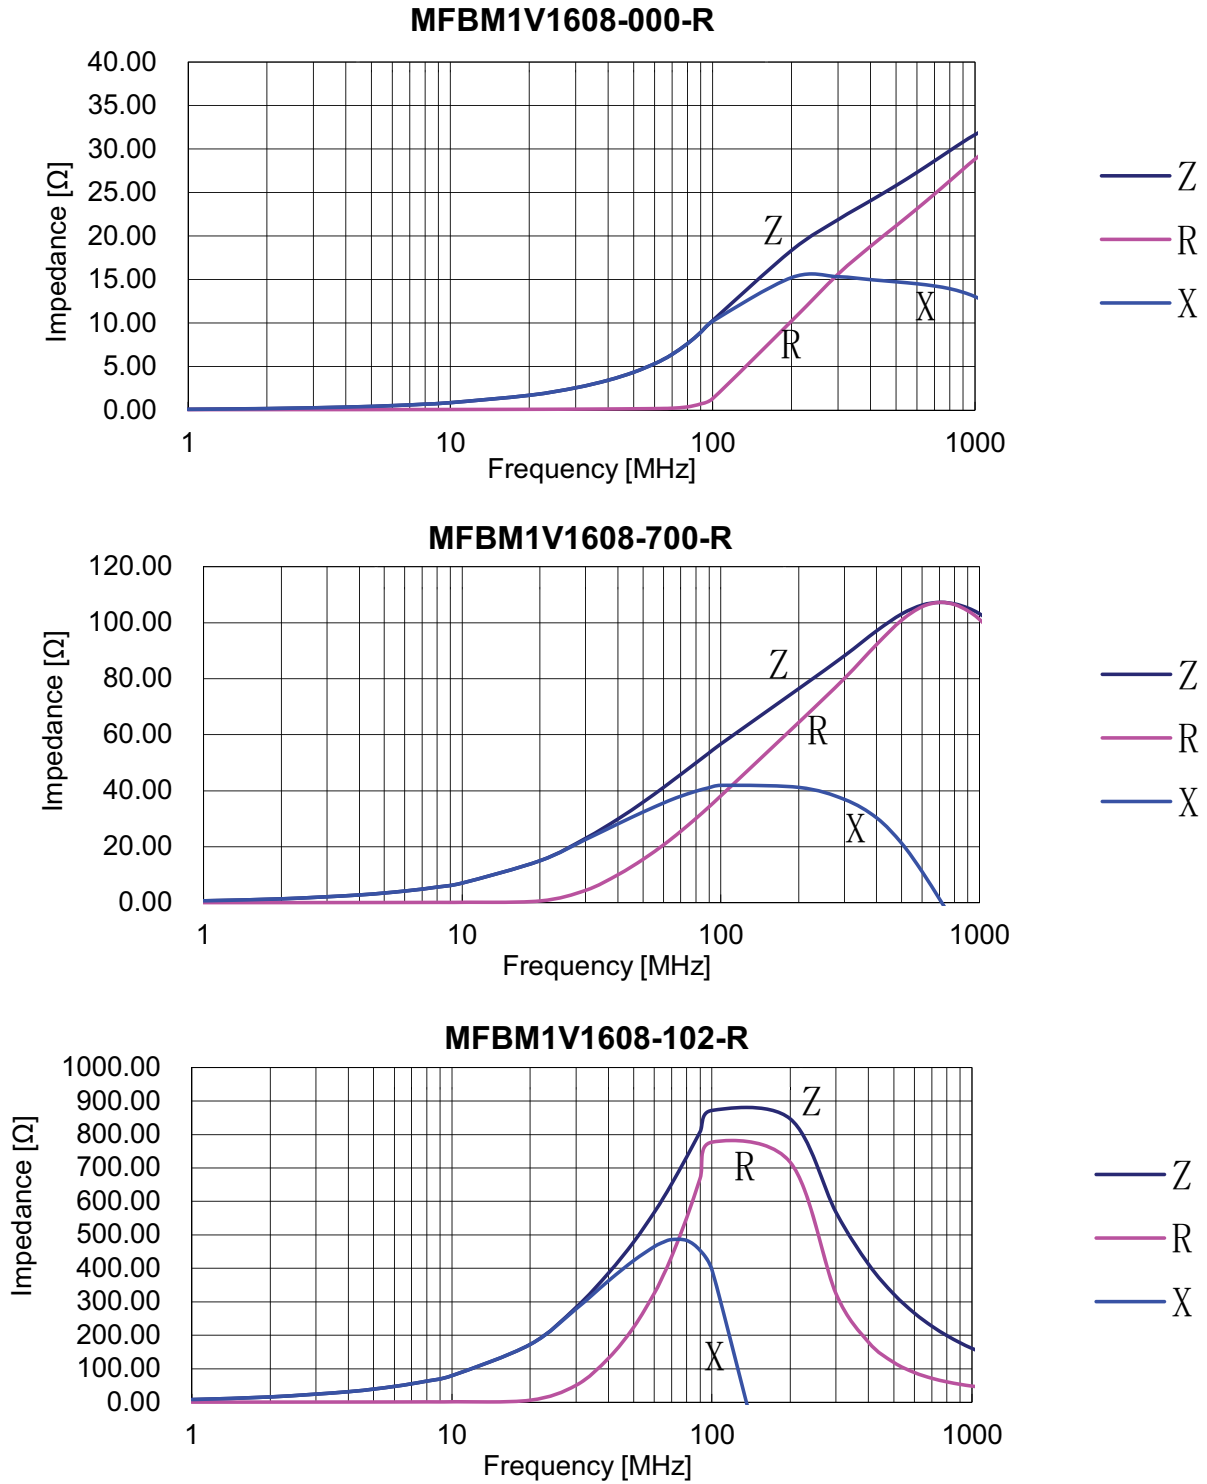 MFBM1V1608-000-R
40.00
35.00
30.00
25.00
20.00
15.00
10.00
5.00
0.00
Impedance [Ω]
1 10 100 1000
Frequency [MHz]
Z
R
X
Z
R
X
MFBM1V1608-700-R
120.00
100.00
80.00
60.00
40.00
20.00
0.00
Impedance [Ω]
1 10 100 1000
Frequency [MHz]
Z
R
X
Z
R
X
MFBM1V1608-102-R
1000.00
900.00
800.00
700.00
600.00
500.00
400.00
300.00
200.00
100.00
0.00
Impedance [Ω]
1 10 100 1000
Frequency [MHz]
Z
R
X
Z
R
X